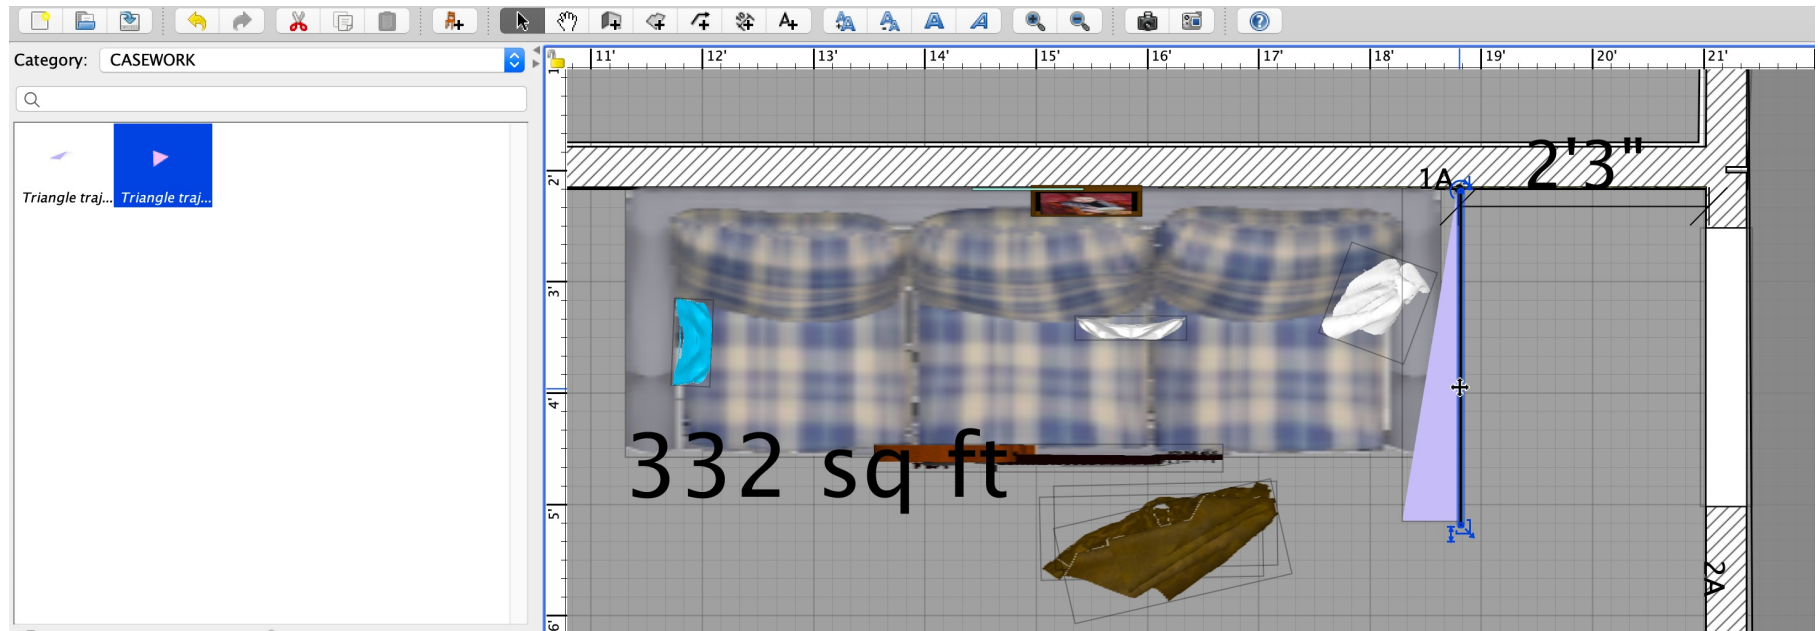 Category: CASEWORK
Triangle traj... Triangle traj...
11' 12' 13' 14' 15' 16' 17' 18' 19' 20' 21'
2'
3'
4'
5'
6'
1A
2'3"
332 sq ft
2A